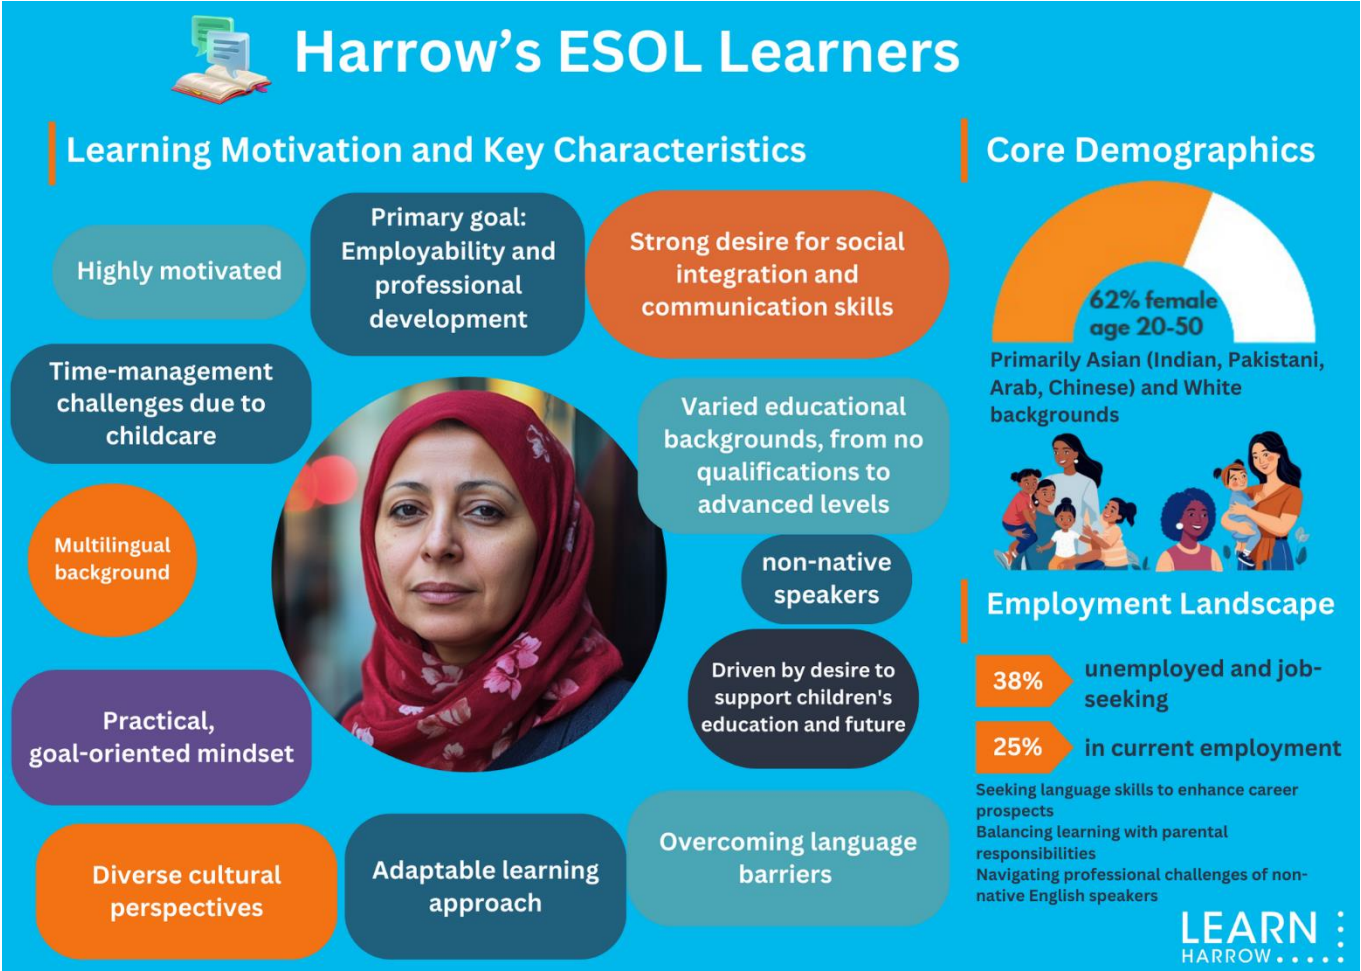 Harrow's ESOL Learners
Learning Motivation and Key Characteristics
Highly motivated
Primary goal:
Employability and
professional
development
Strong desire for social
integration and
communication skills
Time-management
challenges due to
childcare
Varied educational
backgrounds, from no
qualifications to
advanced levels
Multilingual
background
non-native
speakers
Driven by desire to
support children's
education and future
Practical,
goal-oriented mindset
Diverse cultural
perspectives
Adaptable learning
approach
Overcoming language
barriers
Core Demographics
62% female
age 20-50
Primarily Asian (Indian, Pakistani,
Arab, Chinese) and White
backgrounds
Employment Landscape
38%
unemployed and job-
seeking
25%
in current employment
Seeking language skills to enhance career
prospects
Balancing learning with parental
responsibilities
Navigating professional challenges of non-
native English speakers
LEARN
HARROW